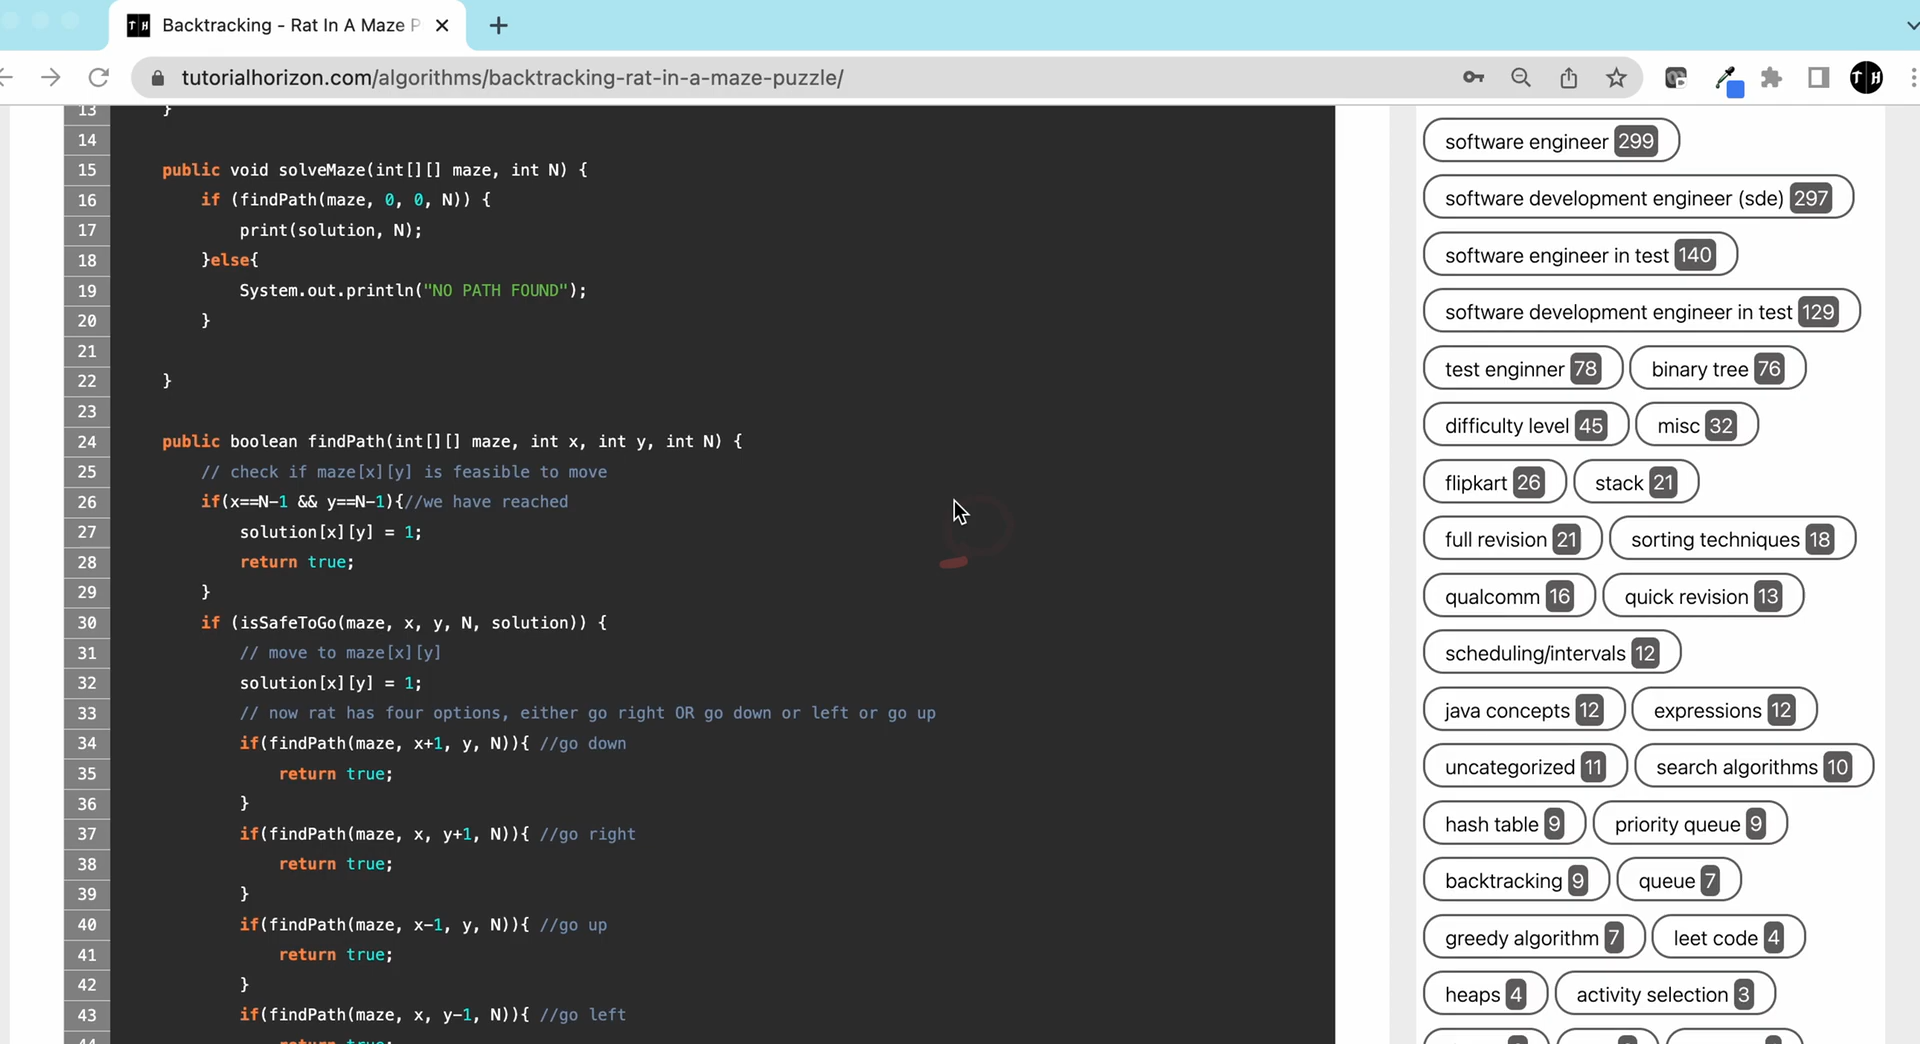 Backtracking - Rat In A Maze P
tutorialhorizon.com/algorithms/backtracking-rat-in-a-maze-puzzle/
TH
13 }
14
15 public void solveMaze(int[][] maze, int N) {
16 if (findPath(maze, 0, 0, N)) {
17 print(solution, N);
18 }else{
19 System.out.println("NO PATH FOUND");
20 }
21
22 }
23
24 public boolean findPath(int[][] maze, int x, int y, int N) {
25 // check if maze[x][y] is feasible to move
26 if(x==N-1 && y==N-1){//we have reached
27 solution[x][y] = 1;
28 return true;
29 }
30 if (isSafeToGo(maze, x, y, N, solution)) {
31 // move to maze[x][y]
32 solution[x][y] = 1;
33 // now rat has four options, either go right OR go down or left or go up
34 if(findPath(maze, x+1, y, N)){ //go down
35 return true;
36 }
37 if(findPath(maze, x, y+1, N)){ //go right
38 return true;
39 }
40 if(findPath(maze, x-1, y, N)){ //go up
41 return true;
42 }
43 if(findPath(maze, x, y-1, N)){ //go left
44 return true;
software engineer 299
software development engineer (sde) 297
software engineer in test 140
software development engineer in test 129
test enginner 78 binary tree 76
difficulty level 45 misc 32
flipkart 26 stack 21
full revision 21 sorting techniques 18
qualcomm 16 quick revision 13
scheduling/intervals 12
java concepts 12 expressions 12
uncategorized 11 search algorithms 10
hash table 9 priority queue 9
backtracking 9 queue 7
greedy algorithm 7 leet code 4
heaps 4 activity selection 3